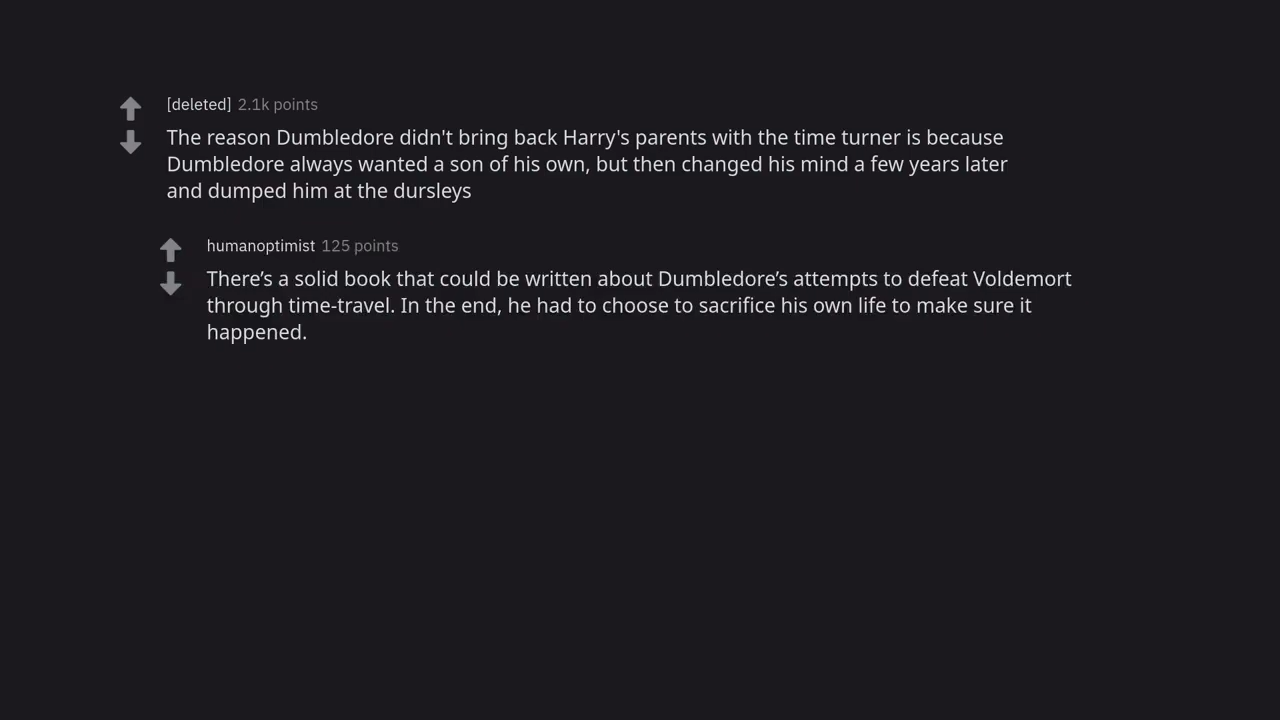 [deleted] 2.1k points
The reason Dumbledore didn't bring back Harry's parents with the time turner is because
Dumbledore always wanted a son of his own, but then changed his mind a few years later
and dumped him at the dursleys
humanoptimist 125 points
There’s a solid book that could be written about Dumbledore’s attempts to defeat Voldemort
through time-travel. In the end, he had to choose to sacrifice his own life to make sure it
happened.